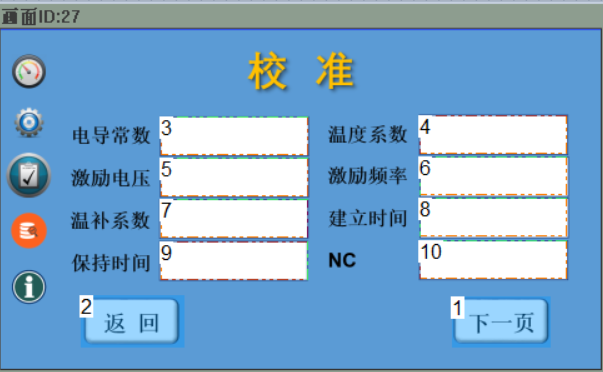 画面ID:27
校 准
电导常数 3 温度系数 4
激励电压 5 激励频率 6
温补系数 7 建立时间 8
保持时间 9 NC 10
2 返 回 1 下一页